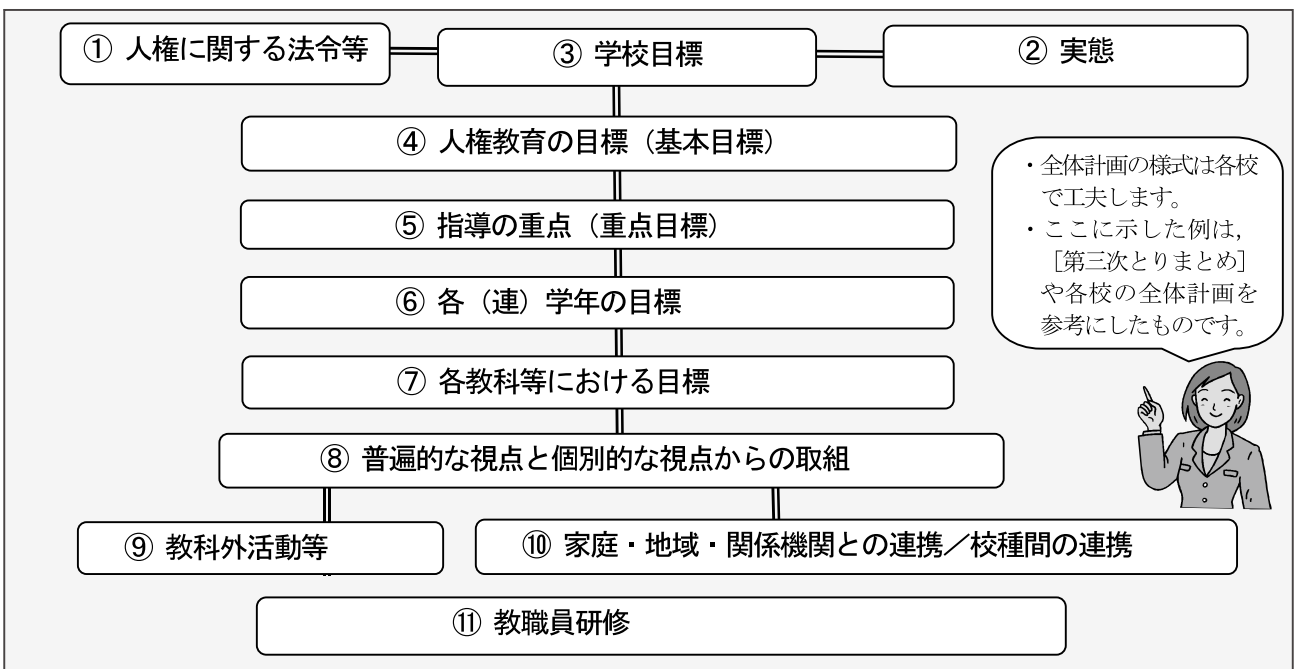 ① 人権に関する法令等
③ 学校目標
② 実態
④ 人権教育の目標（基本目標）
⑤ 指導の重点（重点目標）
⑥ 各（連）学年の目標
⑦ 各教科等における目標
⑧ 普遍的な視点と個別的な視点からの取組
⑨ 教科外活動等
⑩ 家庭・地域・関係機関との連携／校種間の連携
⑪ 教職員研修
・全体計画の様式は各校
で工夫します。
・ここに示した例は，
［第三次とりまとめ］
や各校の全体計画を
参考にしたものです。